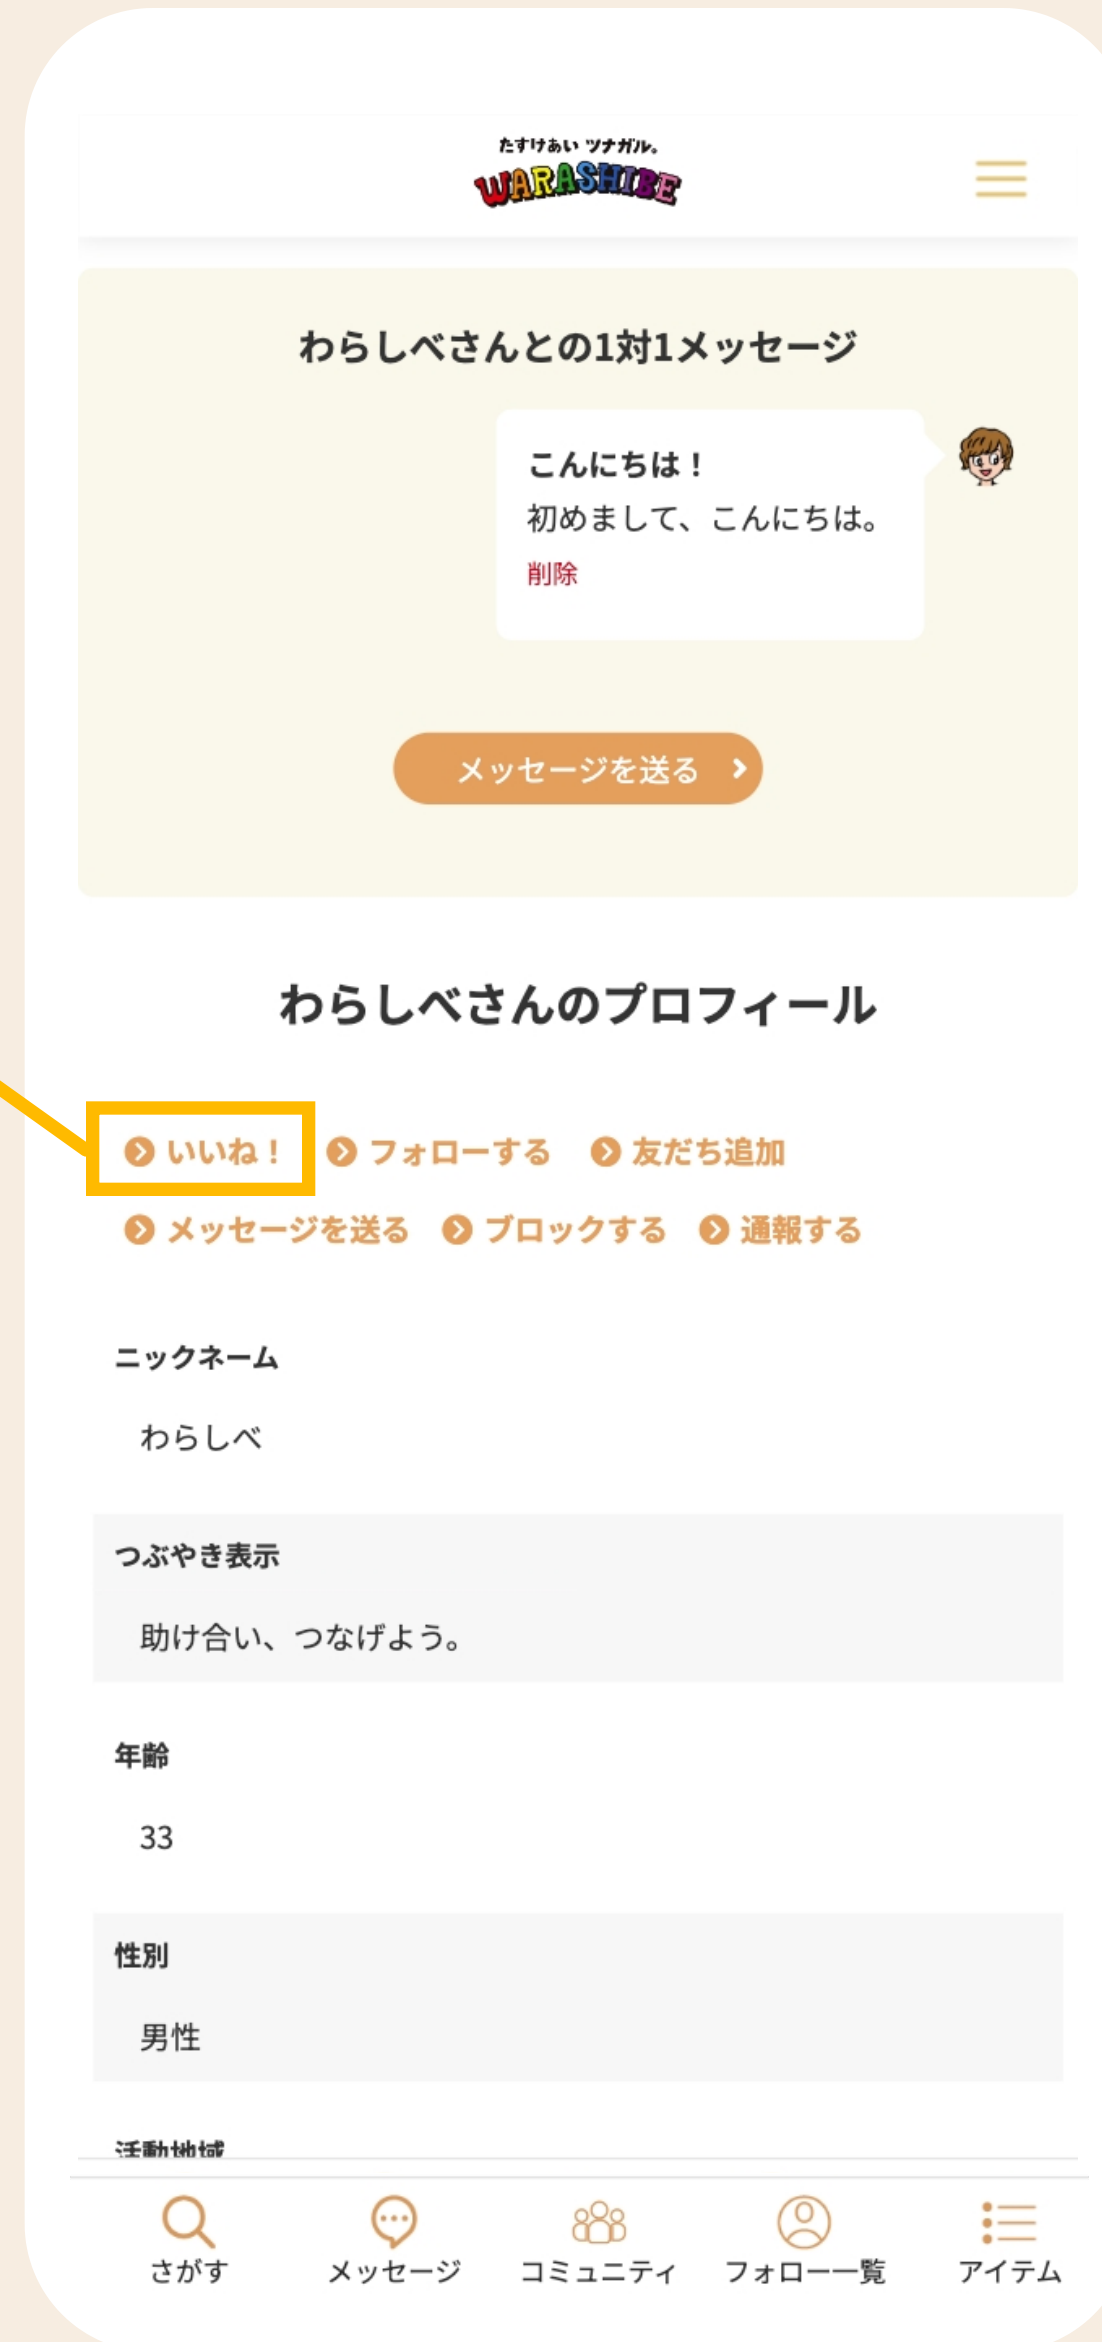 たすけあい ツナガル。
WARASHIBE
わらしべさんとの1対1メッセージ
こんにちは！
初めまして、こんにちは。
削除
メッセージを送る
わらしべさんのプロフィール
いいね！ フォローする 友だち追加
メッセージを送る ブロックする 通報する
ニックネーム
わらしべ
つぶやき表示
助け合い、つなげよう。
年齢
33
性別
男性
活動地域
さがす メッセージ コミュニティ フォロー一覧 アイテム